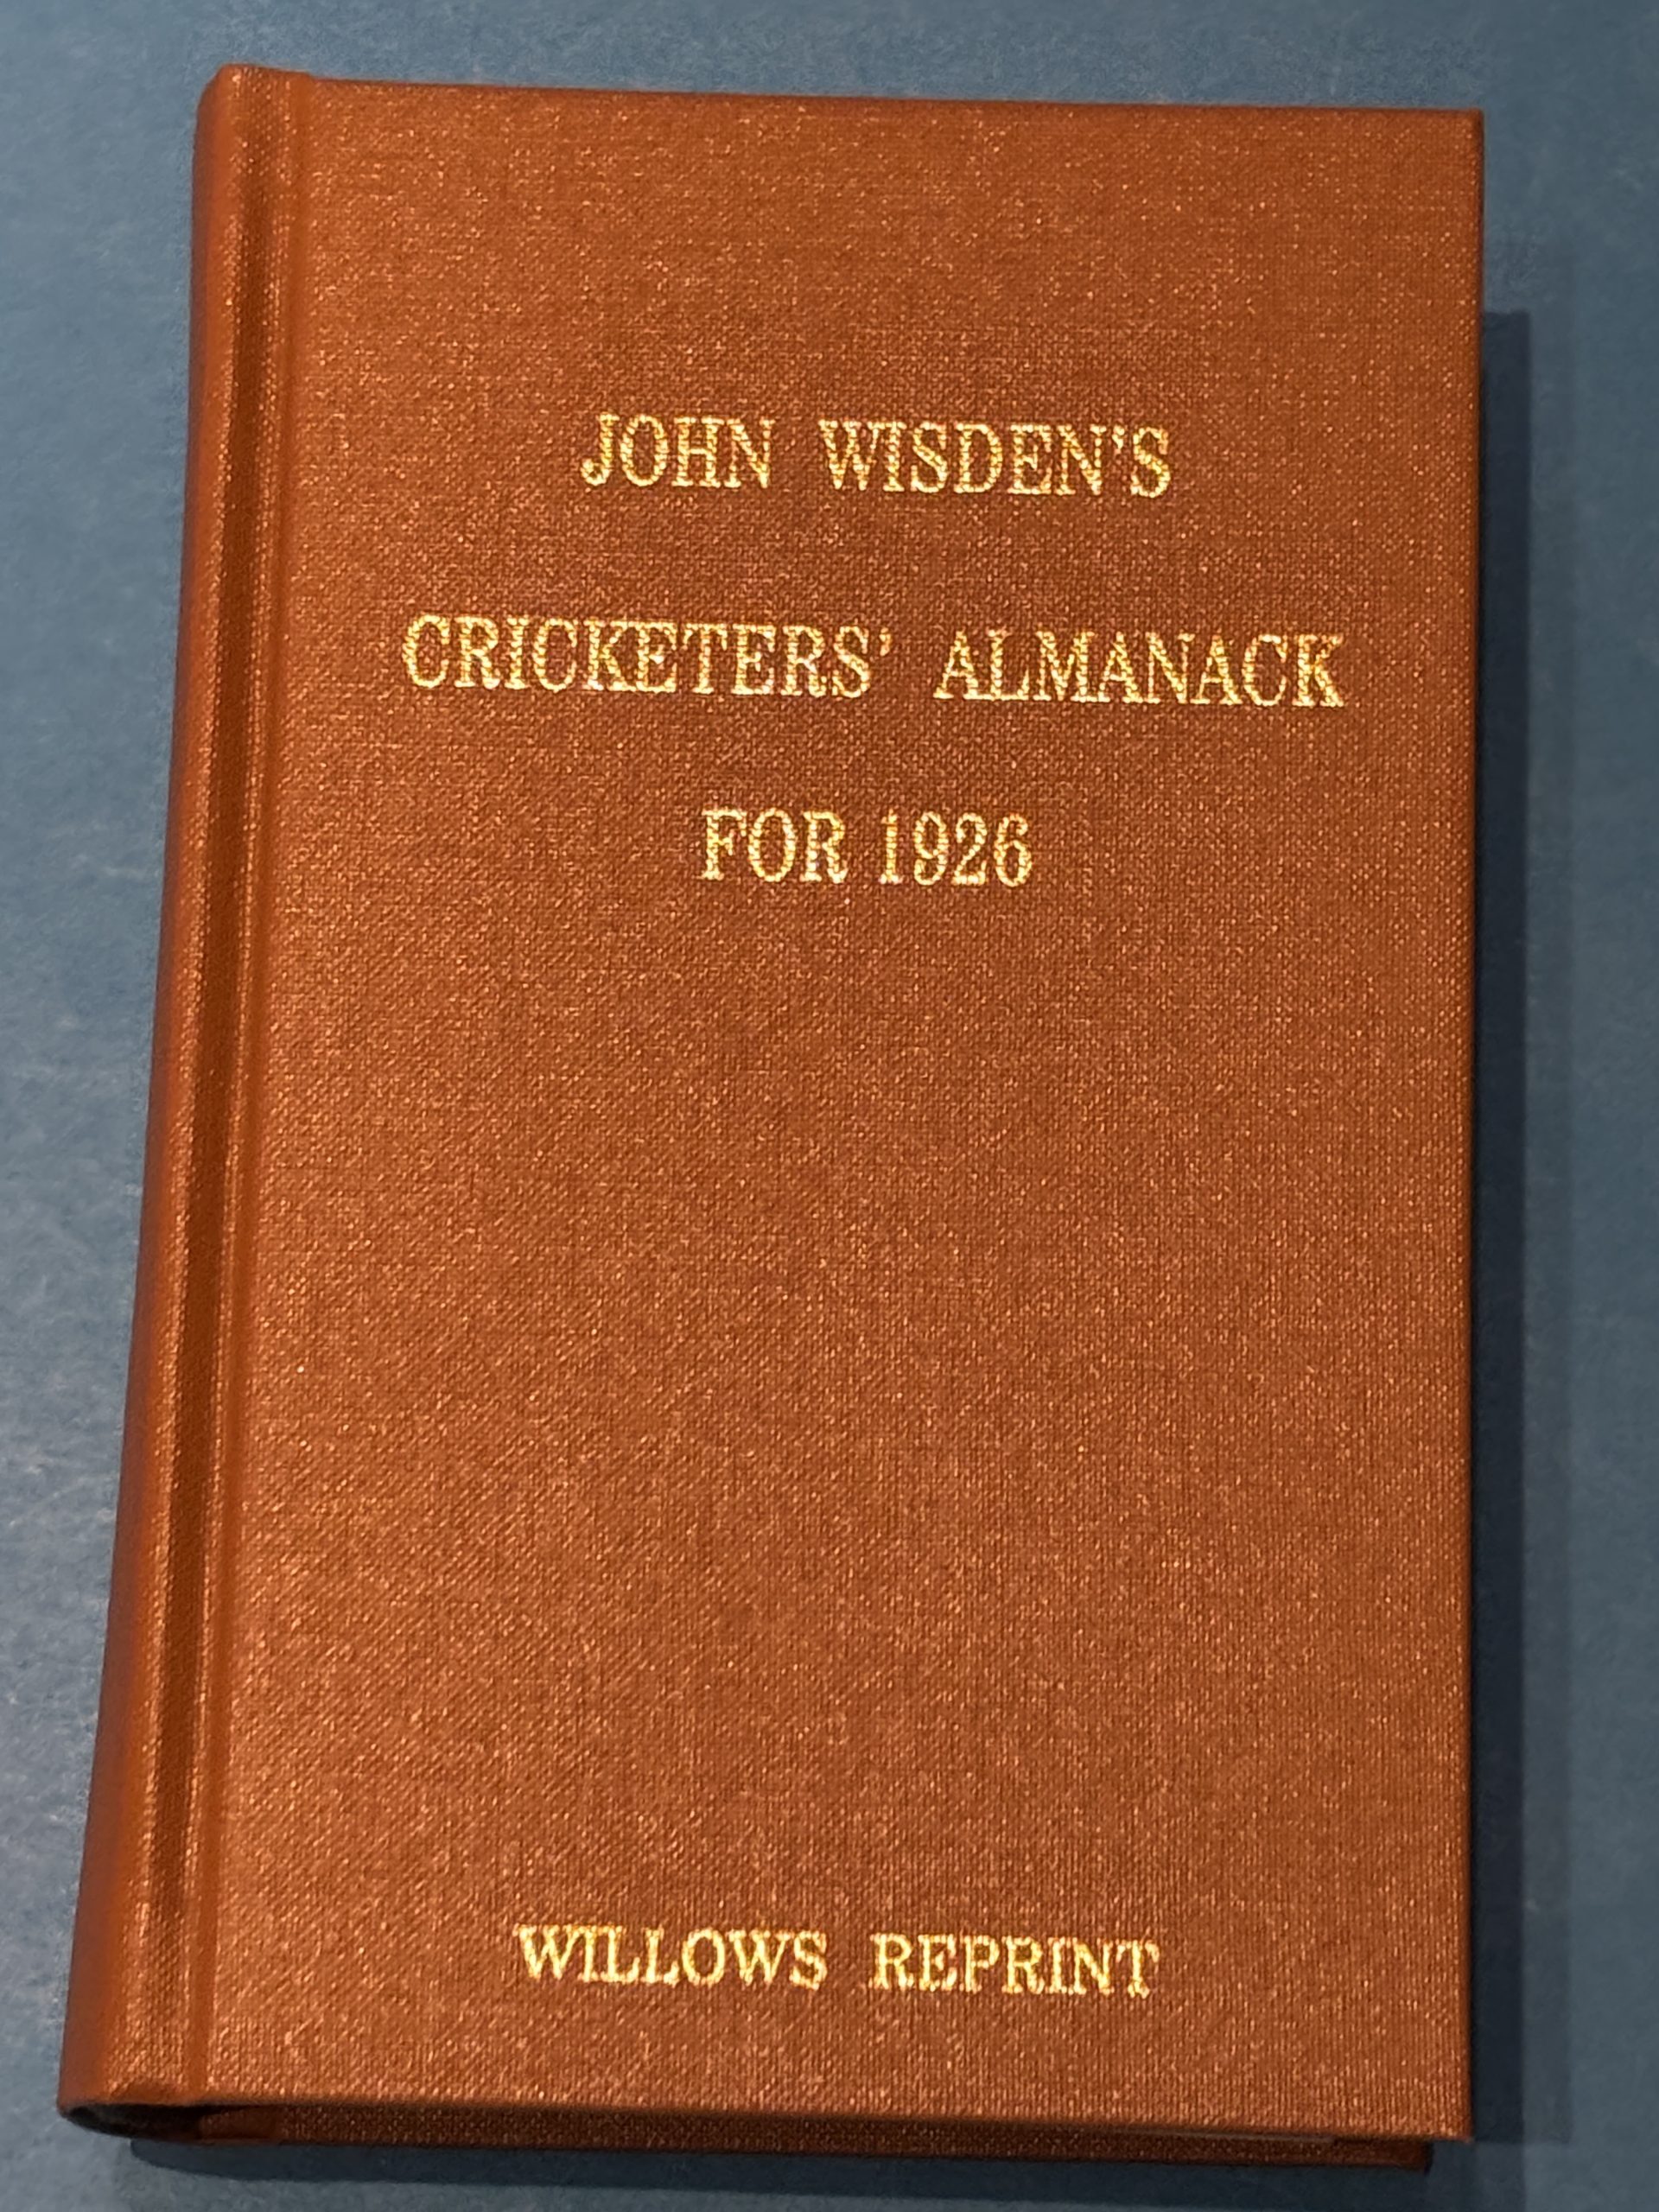 JOHN WISDEN'S
CRICKETERS' ALMANACK
FOR 1926
WILLOWS REPRINT